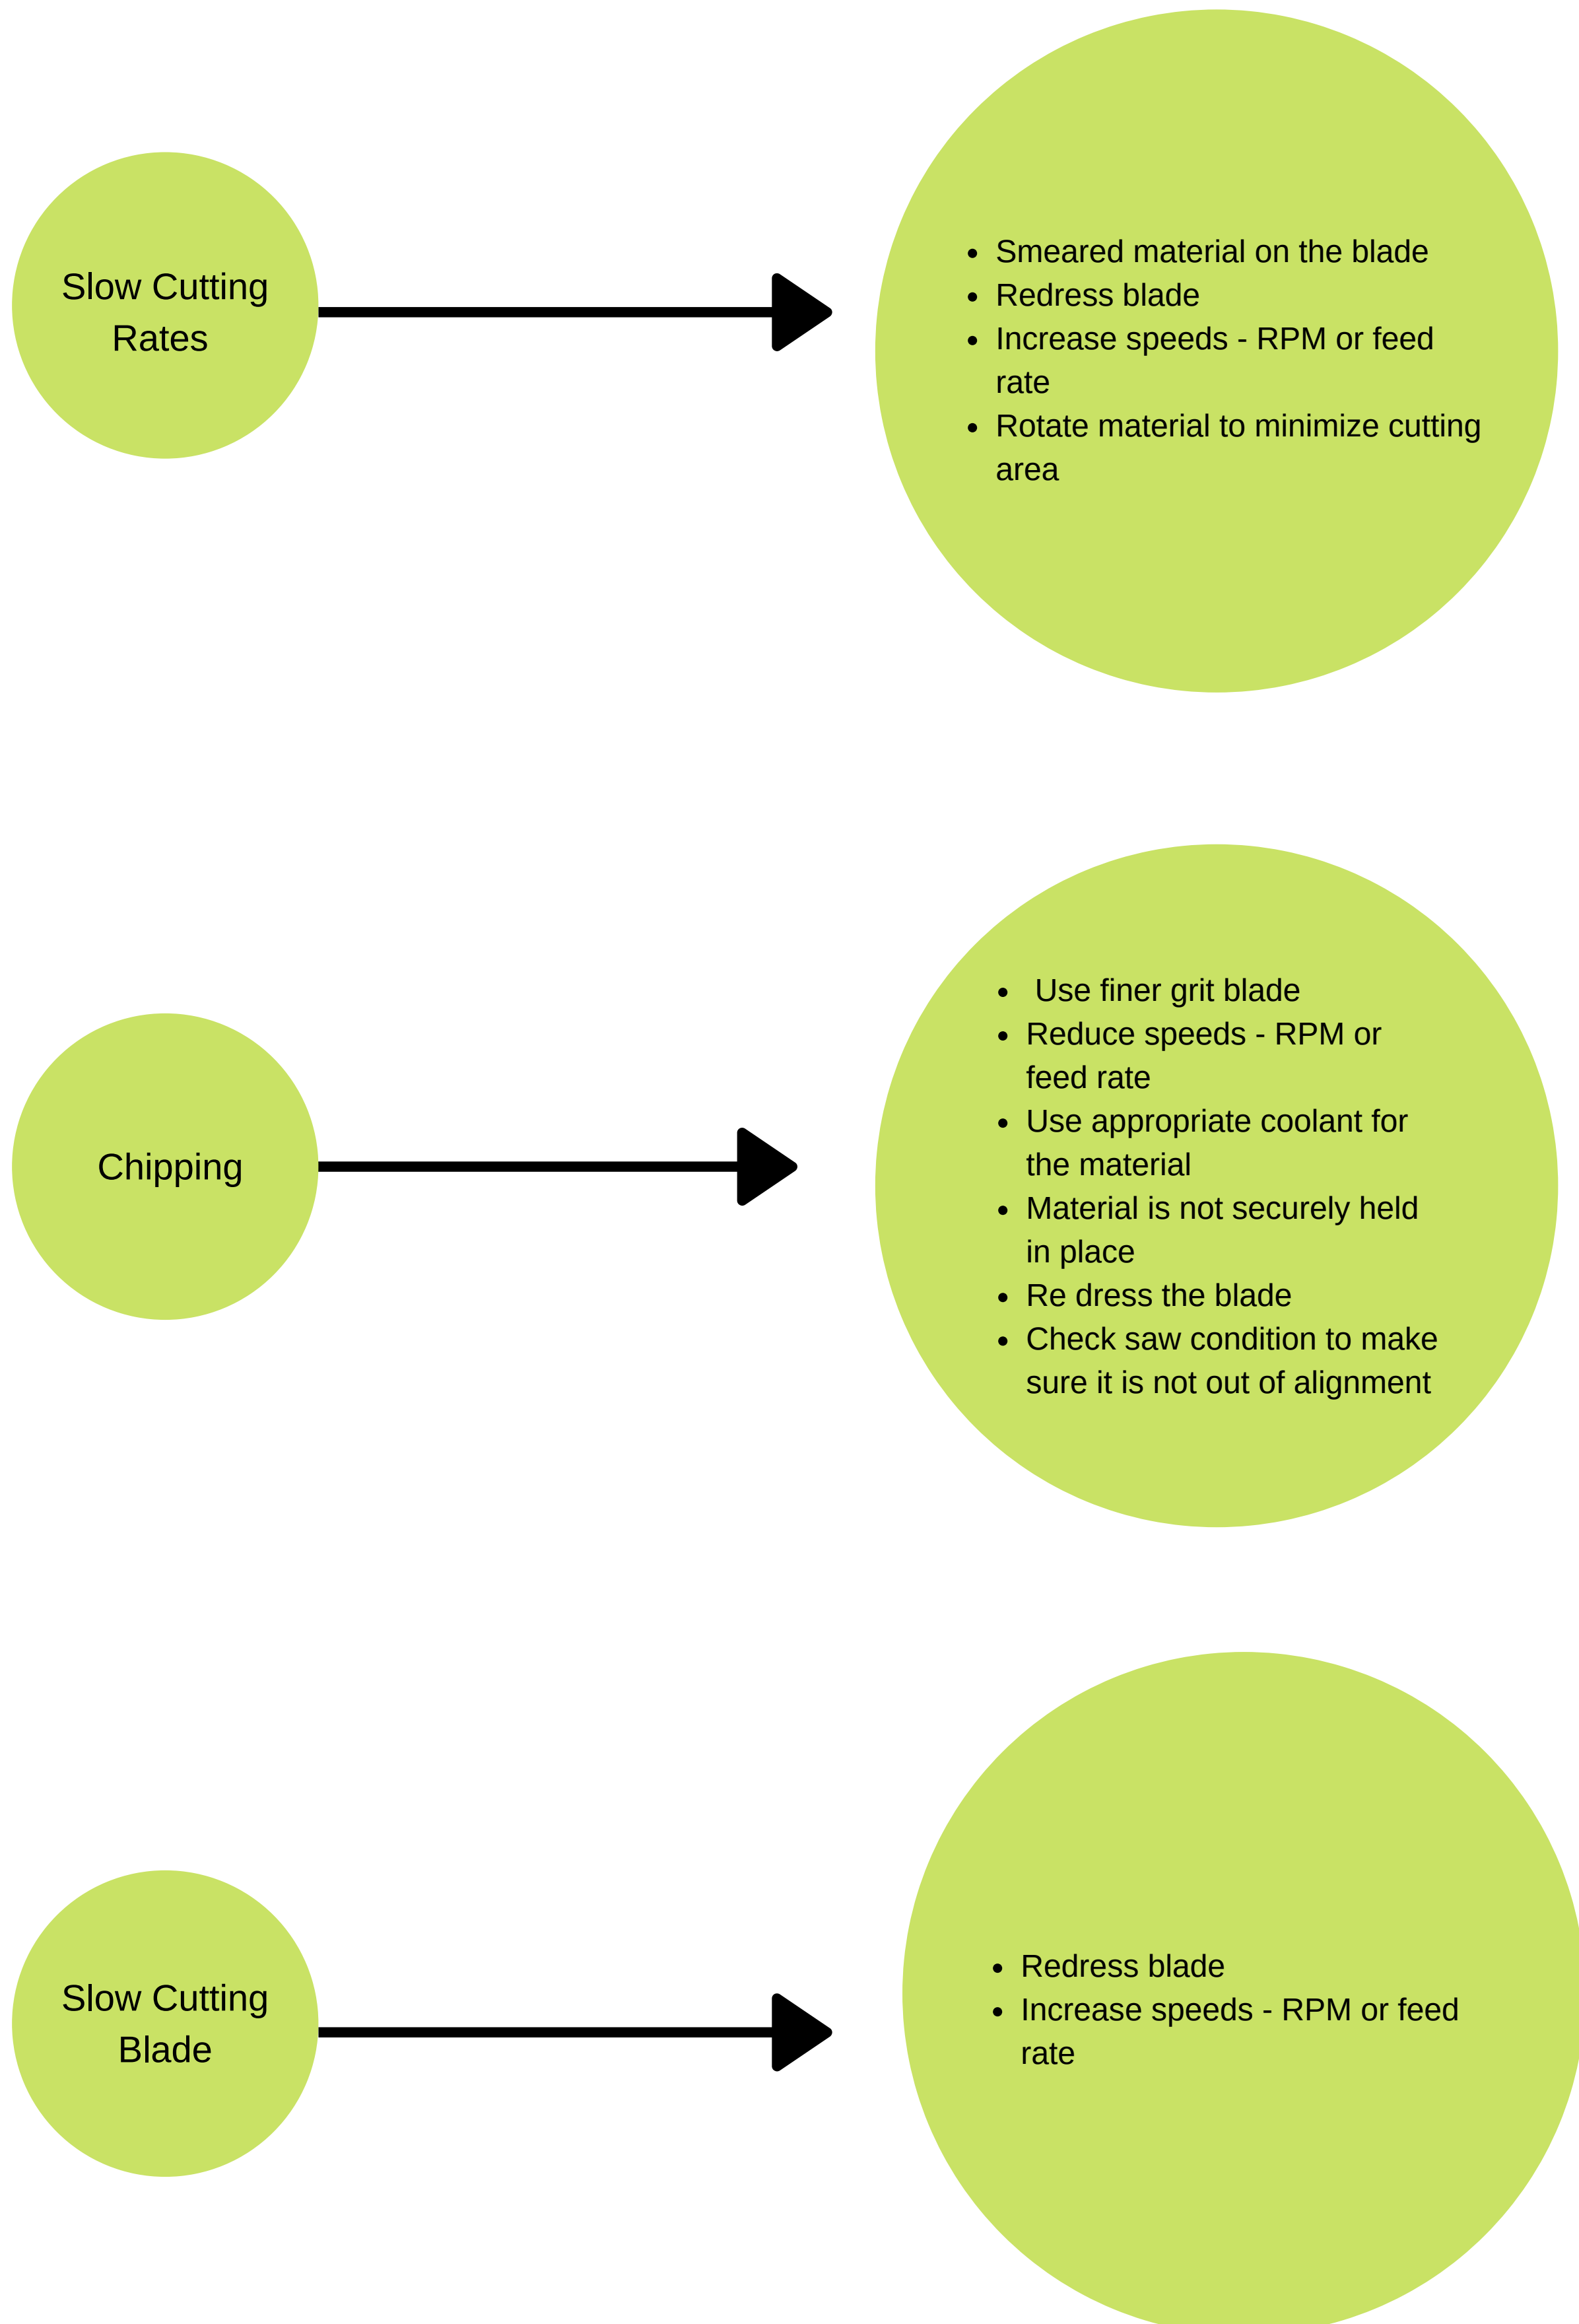 Slow Cutting
Rates
• Smeared material on the blade
• Redress blade
• Increase speeds - RPM or feed
rate
• Rotate material to minimize cutting
area
Chipping
• Use finer grit blade
• Reduce speeds - RPM or
feed rate
• Use appropriate coolant for
the material
• Material is not securely held
in place
• Re dress the blade
• Check saw condition to make
sure it is not out of alignment
Slow Cutting
Blade
• Redress blade
• Increase speeds - RPM or feed
rate